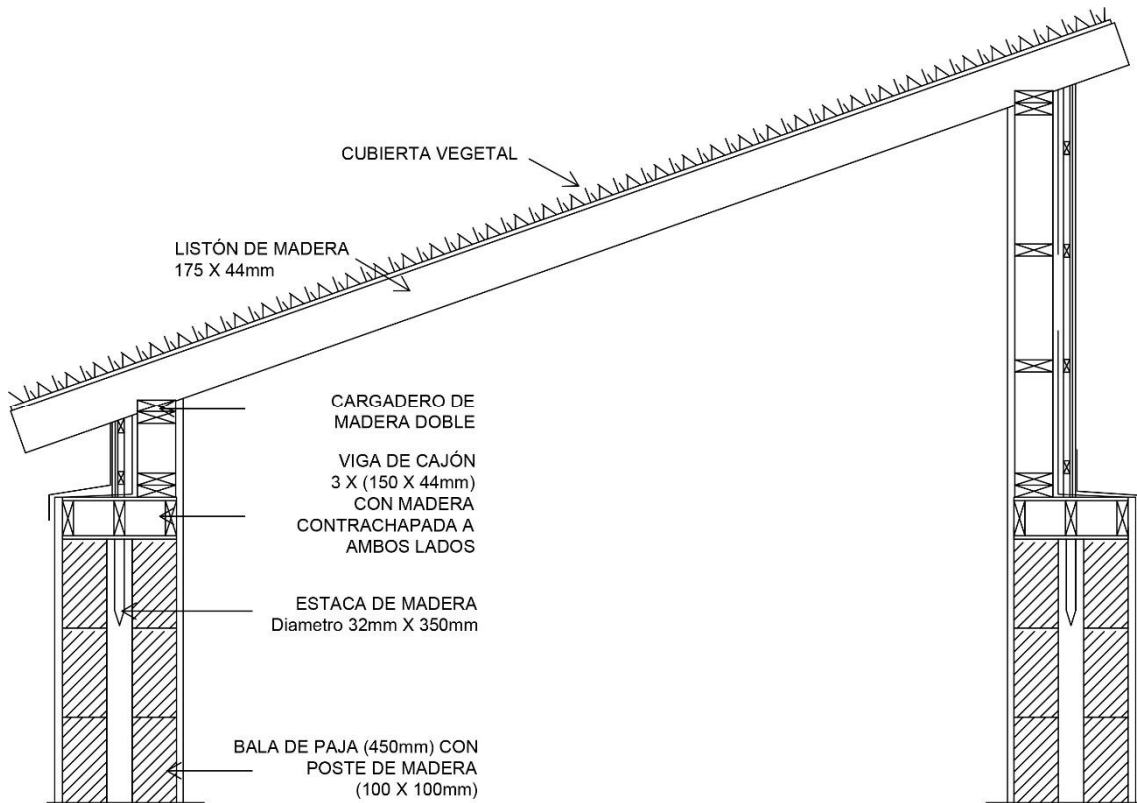 CUBIERTA VEGETAL
LISTÓN DE MADERA
175 X 44mm
CARGADERO DE
MADERA DOBLE
VIGA DE CAJÓN
3 X (150 X 44mm)
CON MADERA
CONTRACHAPADA A
AMBOS LADOS
ESTACA DE MADERA
Diametro 32mm X 350mm
BALA DE PAJA (450mm) CON
POSTE DE MADERA
(100 X 100mm)